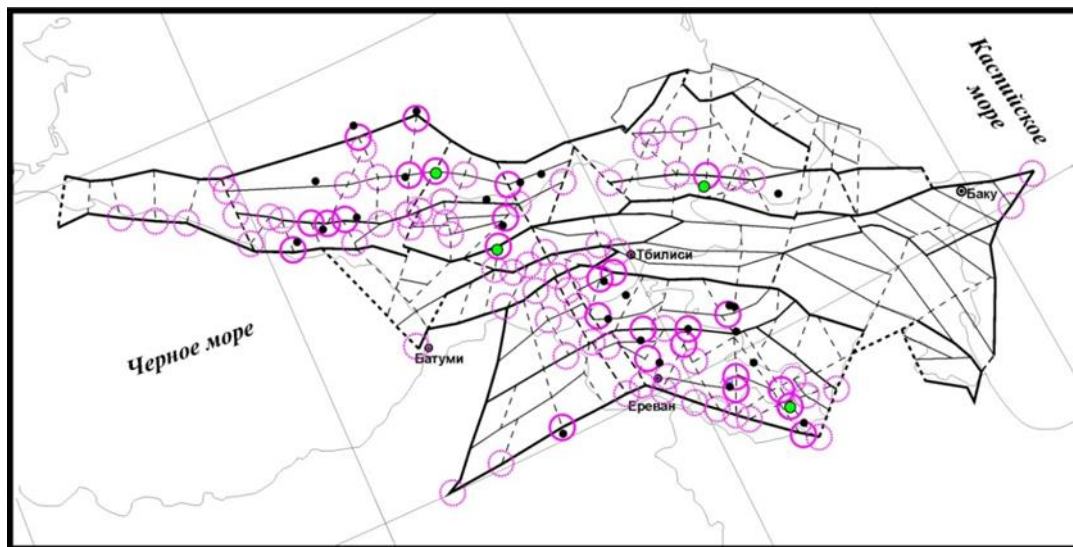 Каспийское
море
Баку
Тбилиси
Черное море
Батуми
Ереван